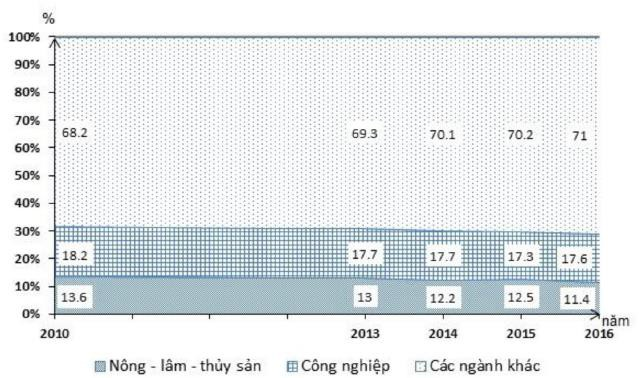 %
100%
90%
80%
70%
68.2 69.3 70.1 70.2 71
60%
50%
40%
30%
18.2 17.7 17.7 17.3 17.6
20%
10%
13.6 13 12.2 12.5 11.4
0%
năm
2010 2013 2014 2015 2016
Nông - lâm - thủy sản Công nghiệp Các ngành khác